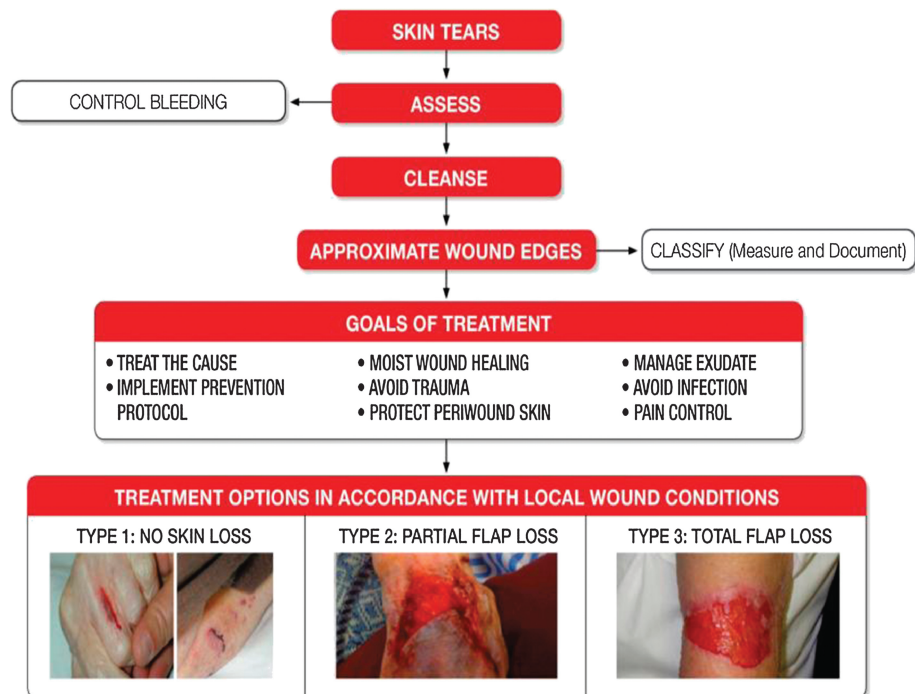 SKIN TEARS
CONTROL BLEEDING
ASSESS
CLEANSE
APPROXIMATE WOUND EDGES
CLASSIFY (Measure and Document)
GOALS OF TREATMENT
• TREAT THE CAUSE
• IMPLEMENT PREVENTION
PROTOCOL
• MOIST WOUND HEALING
• AVOID TRAUMA
• PROTECT PERIWOUND SKIN
• MANAGE EXUDATE
• AVOID INFECTION
• PAIN CONTROL
TREATMENT OPTIONS IN ACCORDANCE WITH LOCAL WOUND CONDITIONS
TYPE 1: NO SKIN LOSS
TYPE 2: PARTIAL FLAP LOSS
TYPE 3: TOTAL FLAP LOSS